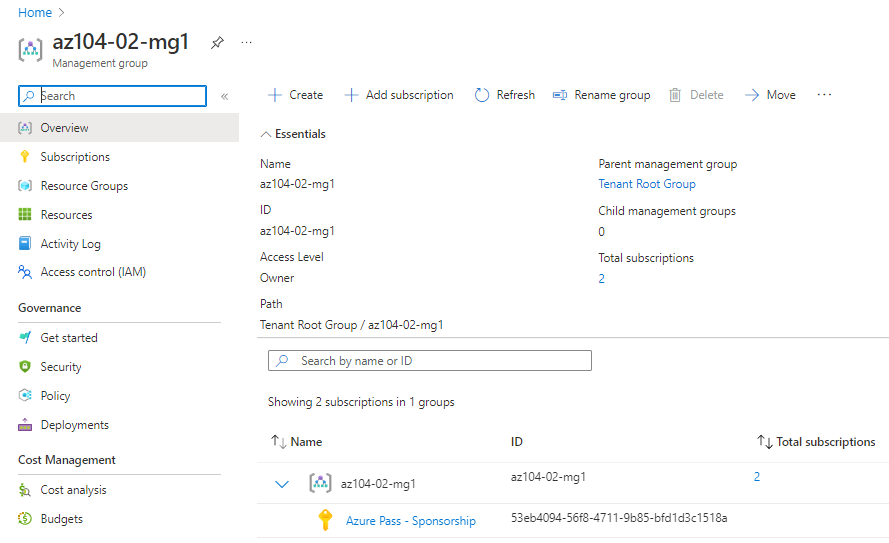 Home >
az104-02-mg1
Management group
Search
«
Overview
Subscriptions
Resource Groups
Resources
Activity Log
Access control (IAM)
Governance
Get started
Security
Policy
Deployments
Cost Management
Cost analysis
Budgets
Create
Add subscription
Refresh
Rename group
Delete
Move
Essentials
Name
az104-02-mg1
ID
az104-02-mg1
Access Level
Owner
Path
Tenant Root Group / az104-02-mg1
Parent management group
Tenant Root Group
Child management groups
0
Total subscriptions
2
Search by name or ID
Showing 2 subscriptions in 1 groups
Name ID Total subscriptions
az104-02-mg1 az104-02-mg1 2
Azure Pass - Sponsorship 53eb4094-56f8-4711-9b85-bfd1d3c1518a